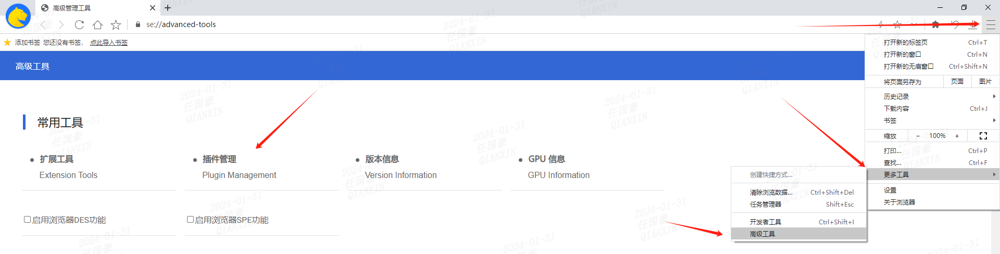 高级管理工具
se://advanced-tools
添加书签 您还没有书签， 点此导入书签
高级工具
常用工具
扩展工具
Extension Tools
插件管理
Plugin Management
版本信息
Version Information
GPU 信息
GPU Information
启用浏览器DES功能
启用浏览器SPE功能
打开新的标签页 Ctrl+T
打开新的窗口 Ctrl+N
打开新的无痕窗口 Ctrl+Shift+N
将页面另存为 页面 图片
历史记录
下载内容 Ctrl+J
书签
缩放 − 100% +
打印... Ctrl+P
查找... Ctrl+F
更多工具
设置
关于浏览器
创建快捷方式...
清除浏览数据... Ctrl+Shift+Del
任务管理器 Shift+Esc
开发者工具 Ctrl+Shift+I
高级工具
2024-01-31
任国豪
QIANXIN